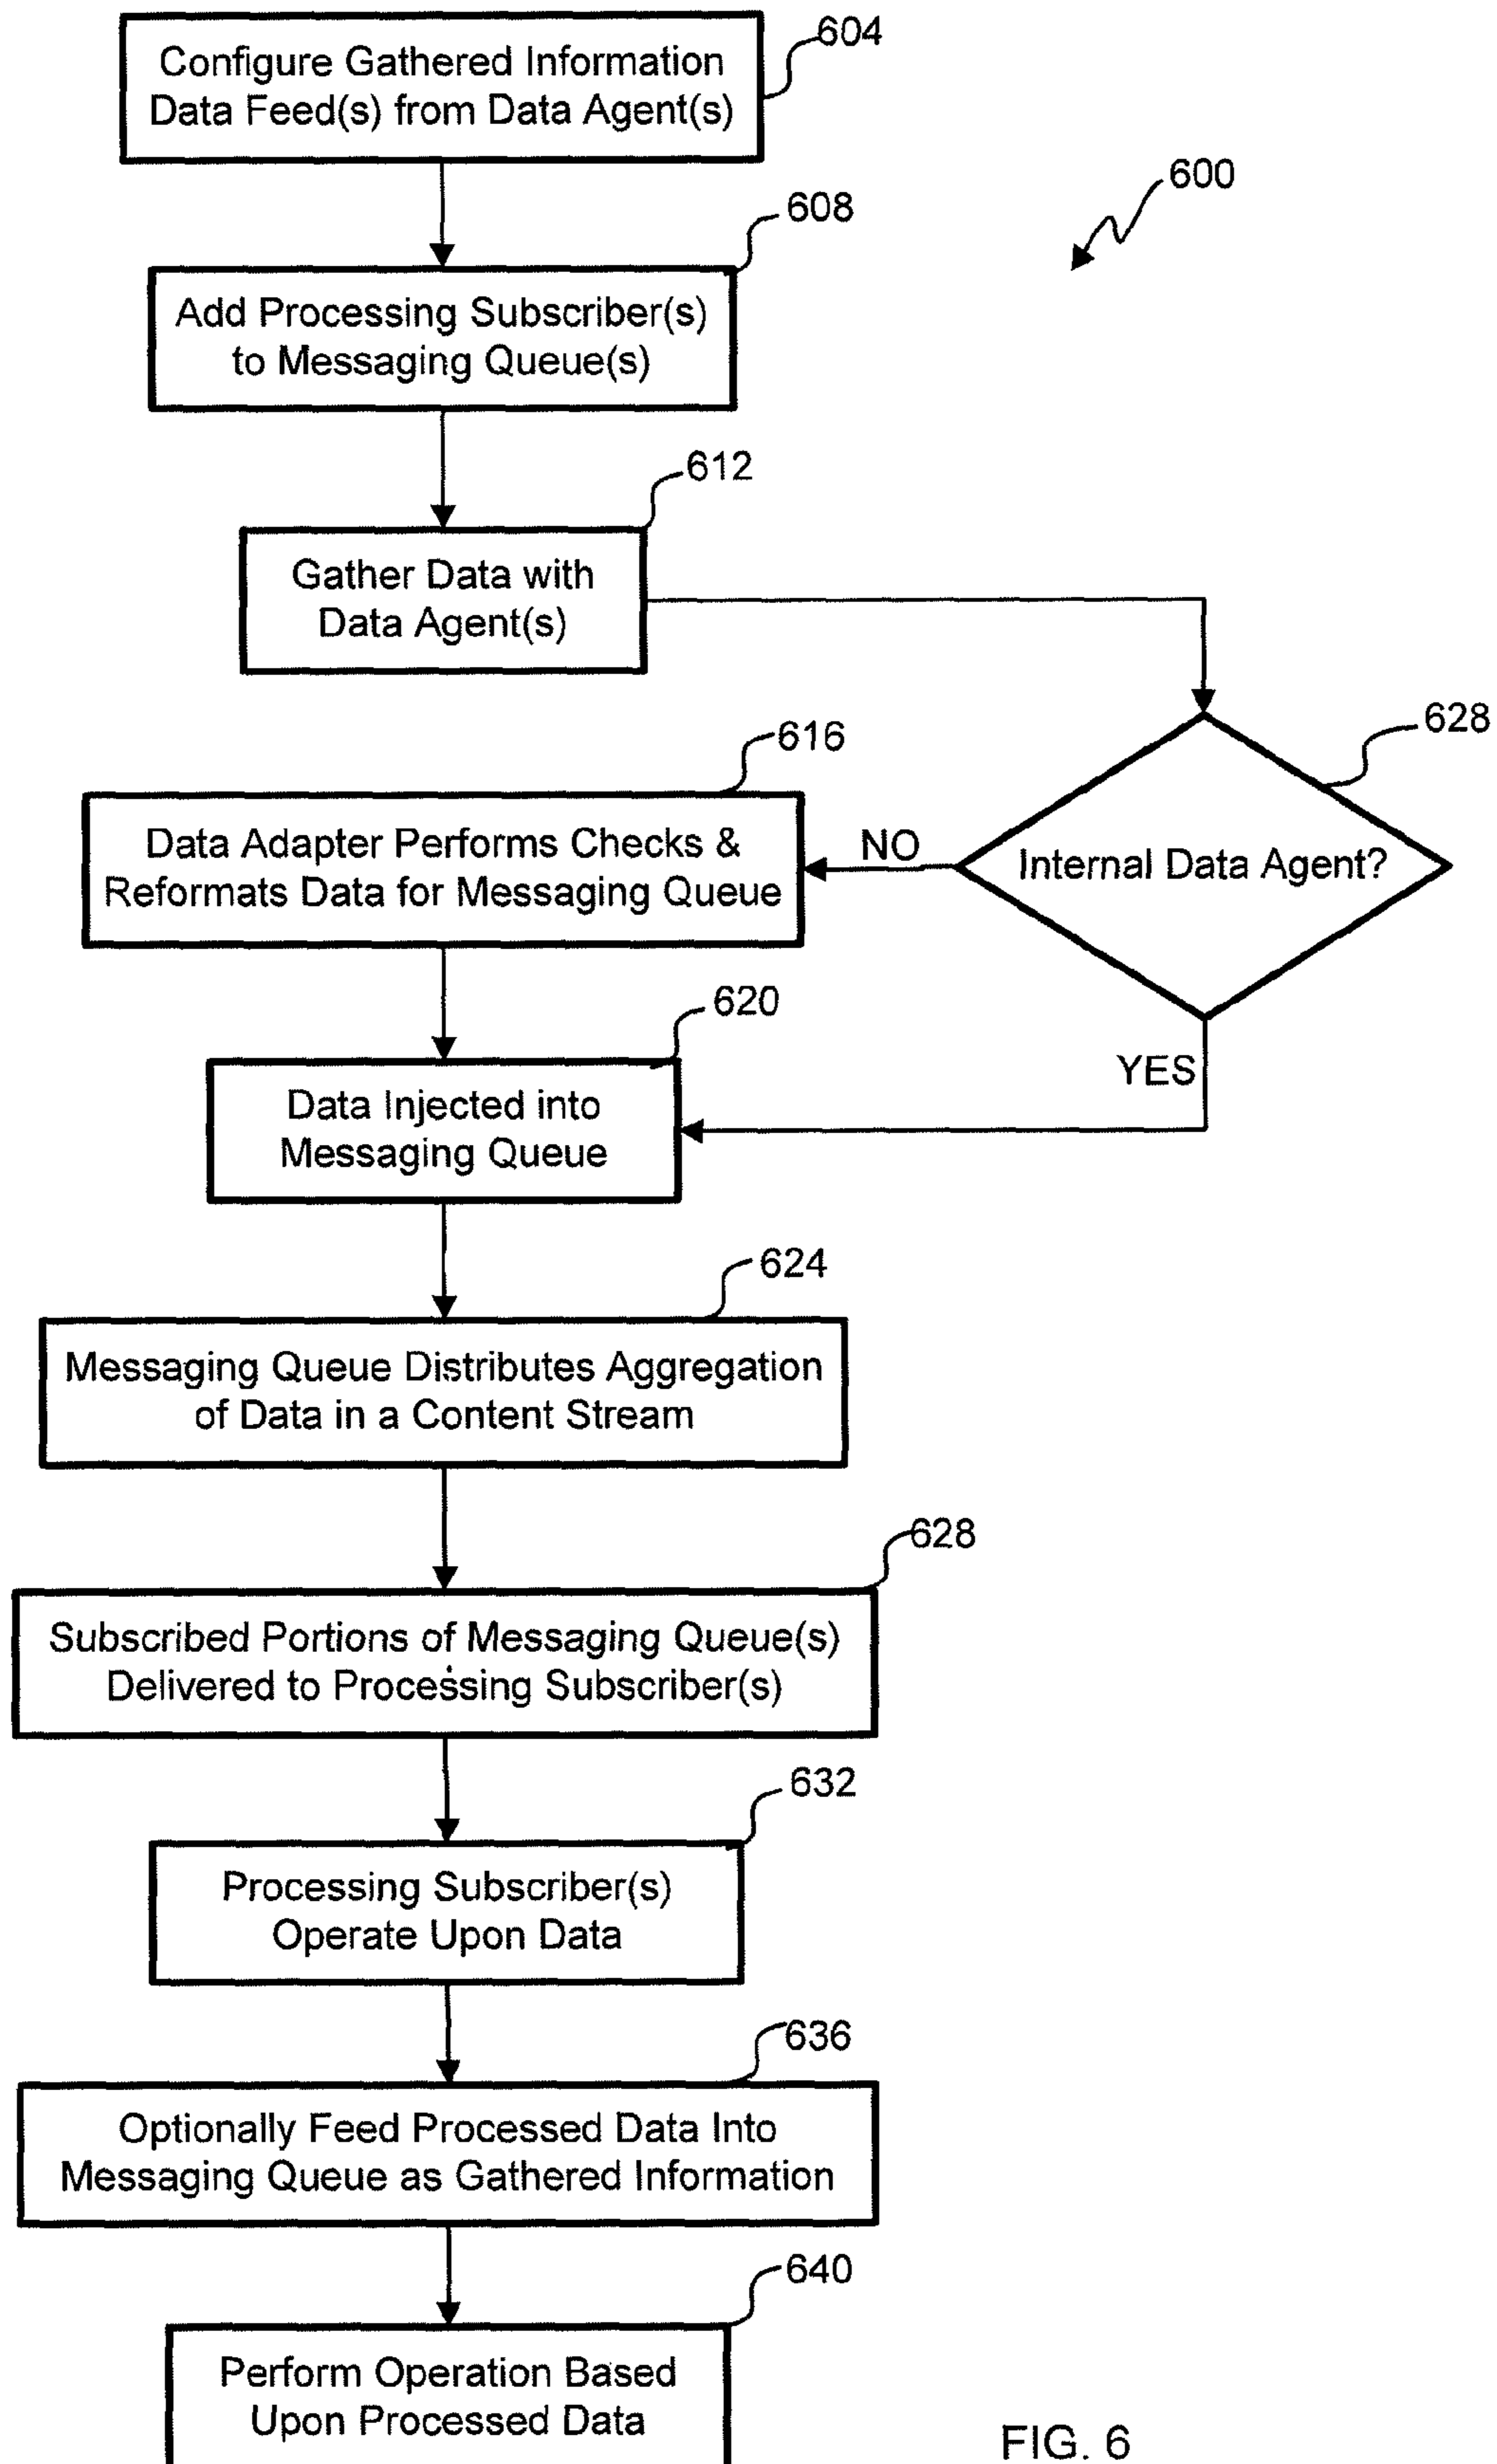 604
Configure Gathered Information
Data Feed(s) from Data Agent(s)
600
608
Add Processing Subscriber(s)
to Messaging Queue(s)
612
Gather Data with
Data Agent(s)
628
Internal Data Agent?
NO
YES
616
Data Adapter Performs Checks &
Reformats Data for Messaging Queue
620
Data Injected into
Messaging Queue
624
Messaging Queue Distributes Aggregation
of Data in a Content Stream
628
Subscribed Portions of Messaging Queue(s)
Delivered to Processing Subscriber(s)
632
Processing Subscriber(s)
Operate Upon Data
636
Optionally Feed Processed Data Into
Messaging Queue as Gathered Information
640
Perform Operation Based
Upon Processed Data
FIG. 6